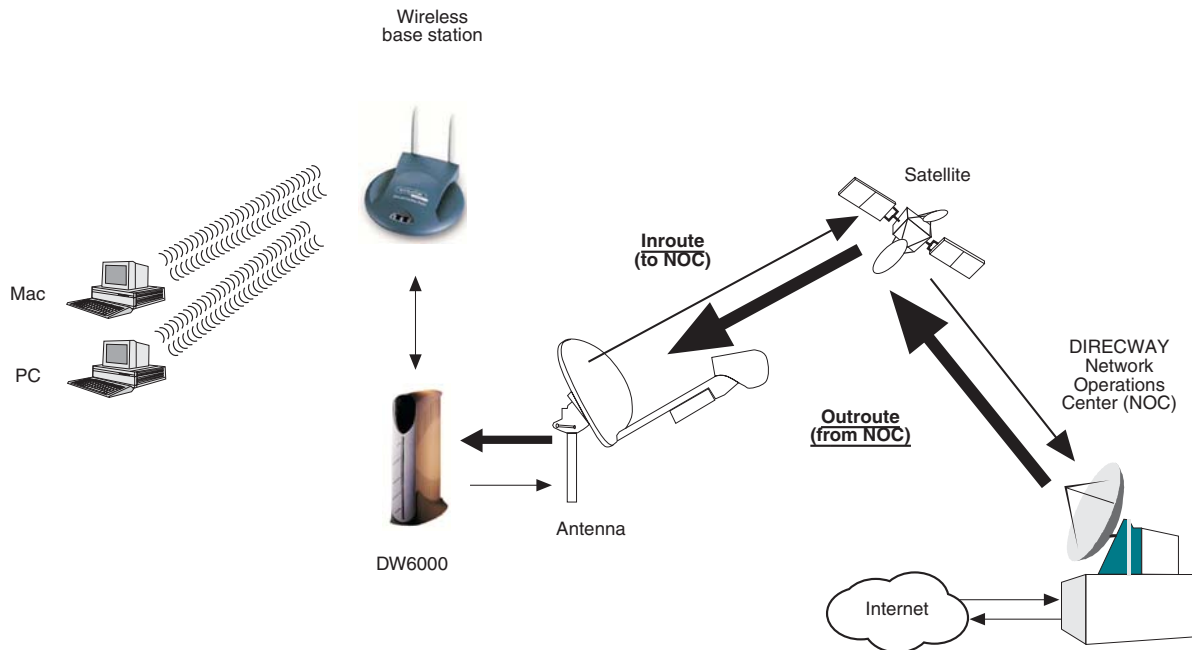 Wireless
base station
Satellite
Inroute
(to NOC)
Mac
PC
DIRECWAY
Network
Operations
Center (NOC)
Outroute
(from NOC)
Antenna
DW6000
Internet